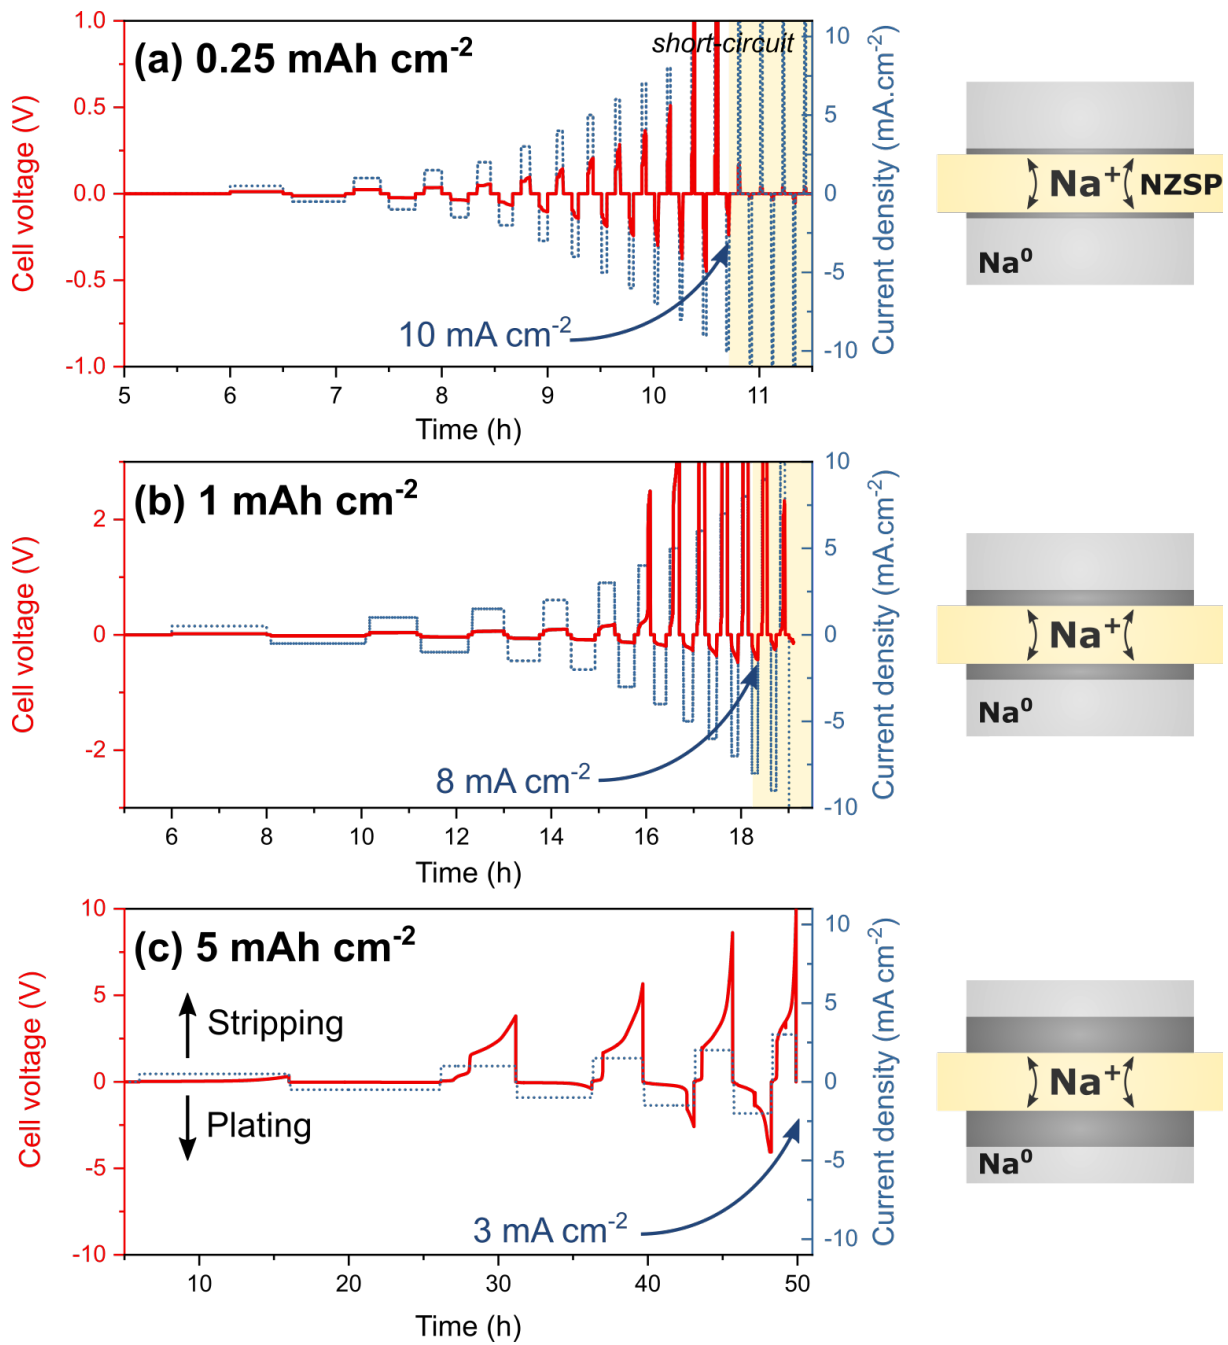 (a) 0.25 mAh cm⁻²
short-circuit
Cell voltage (V)
1.0
0.5
0.0
-0.5
-1.0
10
5
0
-5
-10
Current density (mA.cm⁻²)
10 mA cm⁻²
5 6 7 8 9 10 11
Time (h)
Na⁺ NZSP
Na⁰
(b) 1 mAh cm⁻²
Cell voltage (V)
2
0
-2
10
5
0
-5
-10
Current density (mA.cm⁻²)
8 mA cm⁻²
6 8 10 12 14 16 18
Time (h)
Na⁺
Na⁰
(c) 5 mAh cm⁻²
Cell voltage (V)
10
5
0
-5
-10
Stripping
Plating
10
5
0
-5
-10
Current density (mA cm⁻²)
3 mA cm⁻²
10 20 30 40 50
Time (h)
Na⁺
Na⁰